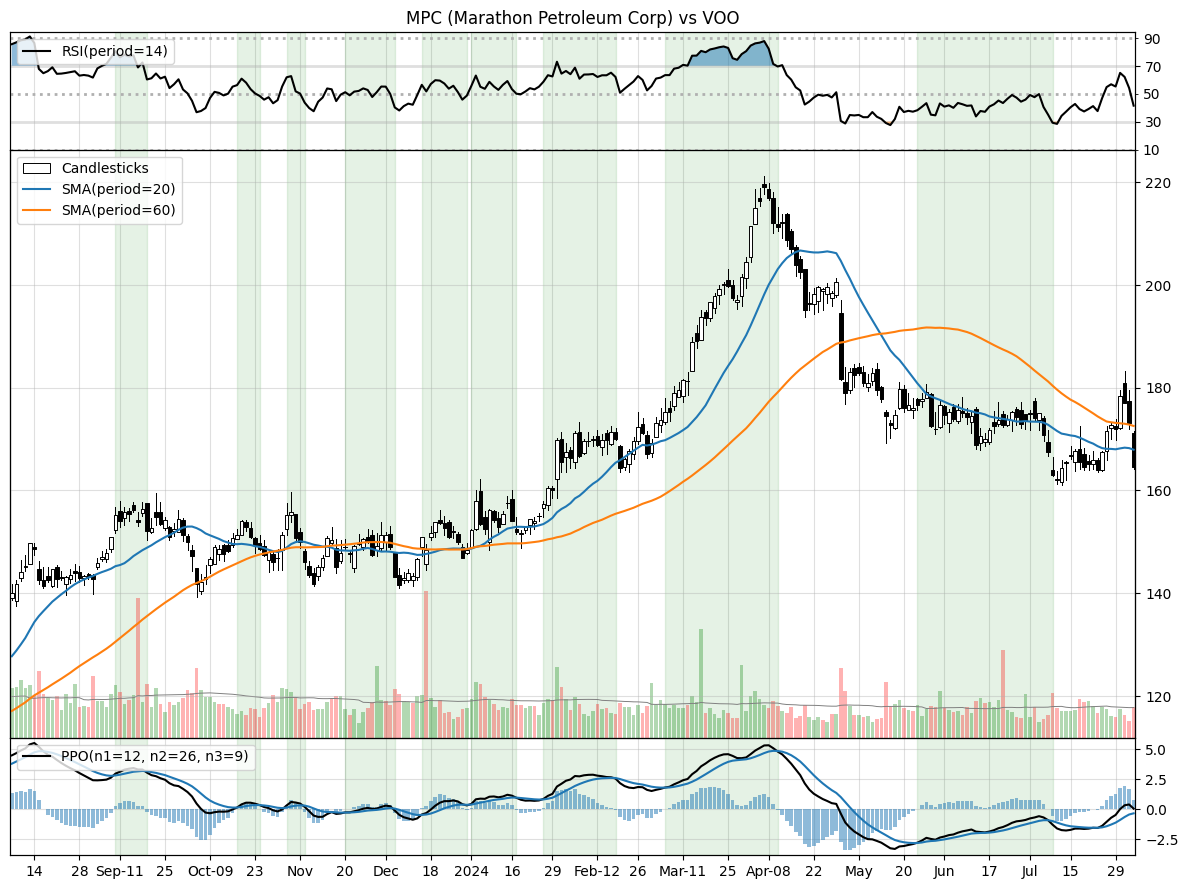 MPC (Marathon Petroleum Corp) vs VOO
RSI(period=14)
90
70
50
30
10
Candlesticks
SMA(period=20)
SMA(period=60)
220
200
180
160
140
120
PPO(n1=12, n2=26, n3=9)
5.0
2.5
0.0
−2.5
14 28 Sep-11 25 Oct-09 23 Nov 20 Dec 18 2024 16 29 Feb-12 26 Mar-11 25 Apr-08 22 May 20 Jun 17 Jul 15 29